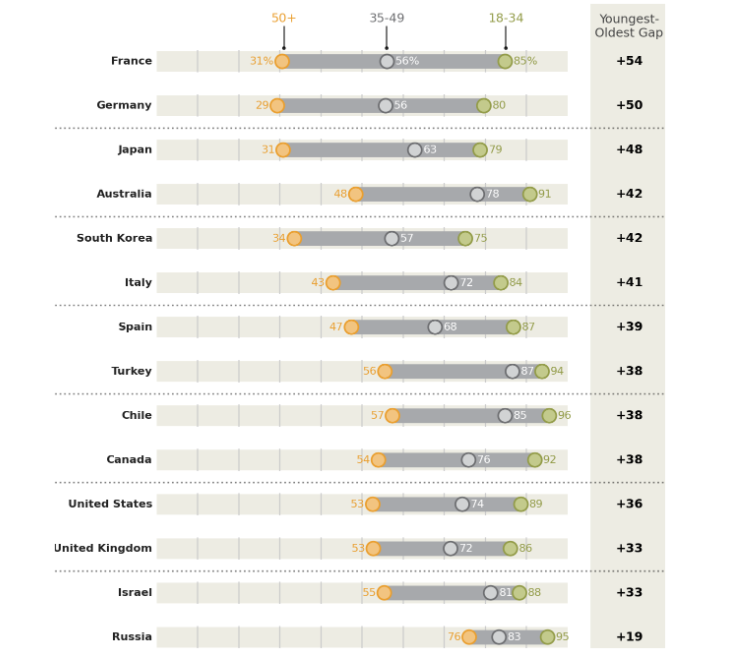 50+ 35-49 18-34 Youngest-
Oldest Gap
France 31% 56% 85% +54
Germany 29 56 80 +50
Japan 31 63 79 +48
Australia 48 78 91 +42
South Korea 34 57 75 +42
Italy 43 72 84 +41
Spain 47 68 87 +39
Turkey 56 87 94 +38
Chile 57 85 96 +38
Canada 54 76 92 +38
United States 53 74 89 +36
United Kingdom 53 72 86 +33
Israel 55 81 88 +33
Russia 76 83 95 +19